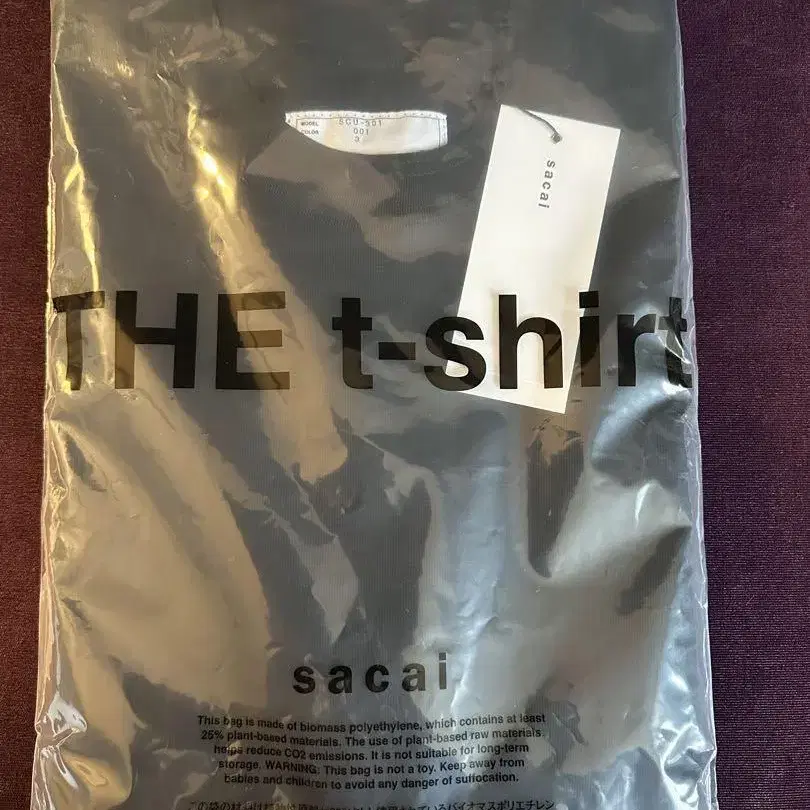 MODEL SCU-301
COLOR 001
3
sacai
THE t-shirt
sacai
This bag is made of biomass polyethylene, which contains at least
25% plant-based materials. The use of plant-based raw materials
helps reduce CO2 emissions. It is not suitable for long-term
storage. WARNING: This bag is not a toy. Keep away from
babies and children to avoid any danger of suffocation.